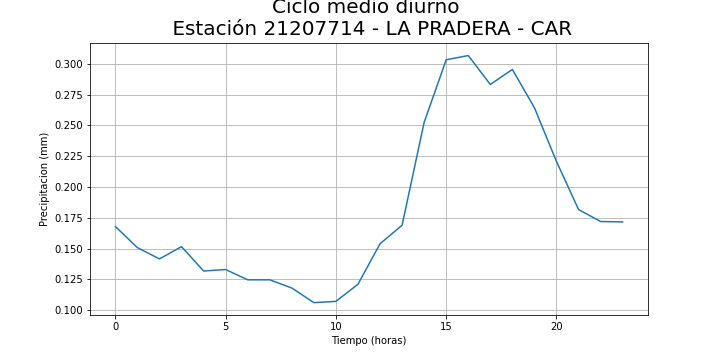 Ciclo medio diurno
Estación 21207714 - LA PRADERA - CAR
0.300
0.275
0.250
0.225
0.200
0.175
0.150
0.125
0.100
Precipitacion (mm)
0 5 10 15 20
Tiempo (horas)